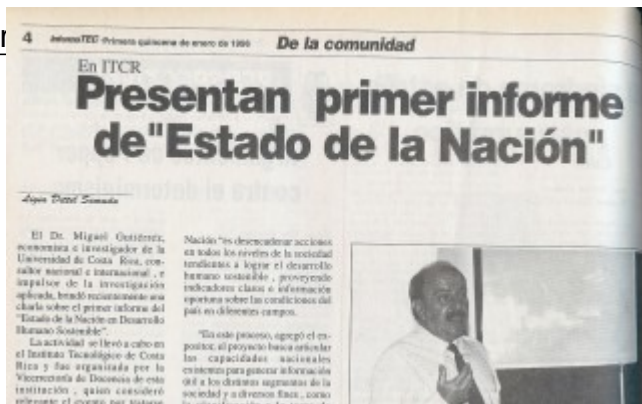 4 InformaTEC Primera quincena de enero de 1996 De la comunidad
En ITCR
Presentan primer informe
de "Estado de la Nación"
El Dr. Miguel Gutiérrez,
economista e investigador de la
Universidad de Costa Rica, con-
sultor nacional e internacional, e
impulsor de la investigación
aplicada, brindó recientemente una
charla sobre el primer informe del
"Estado de la Nación en Desarrollo
Humano Sostenible".
La actividad se llevó a cabo en
el Instituto Tecnológico de Costa
Rica y fue organizada por la
Vicerrectoría de Docencia de esta
institución, quien consideró
relevante el evento por tratarse
Nación "es desencadenar acciones
en todos los niveles de la sociedad
tendientes a lograr el desarrollo
humano sostenible, proveyendo
indicadores claros e información
oportuna sobre las condiciones del
país en diferentes campos.
"En este proceso, agregó el ex-
positor, el proyecto busca articular
las capacidades nacionales
existentes para generar información
útil a los distintos segmentos de la
sociedad y a diversos fines, como